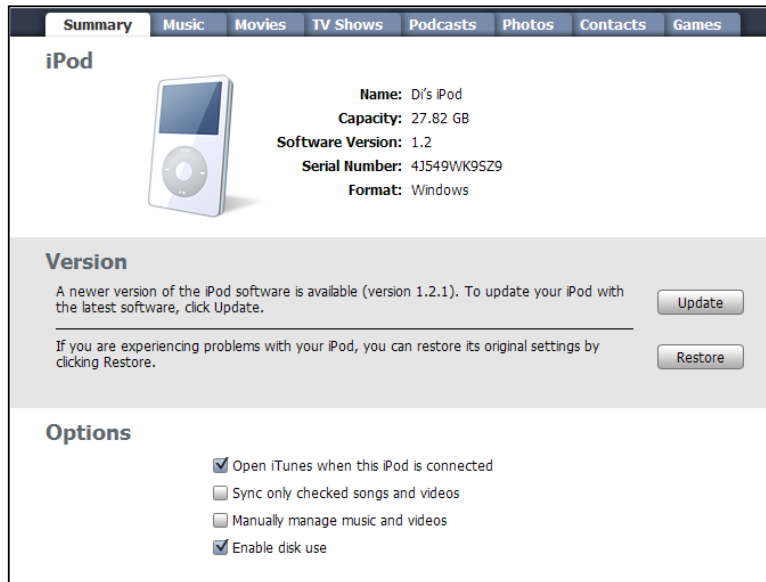 Summary Music Movies TV Shows Podcasts Photos Contacts Games
iPod
Name: Di's iPod
Capacity: 27.82 GB
Software Version: 1.2
Serial Number: 4J549WK9SZ9
Format: Windows
Version
A newer version of the iPod software is available (version 1.2.1). To update your iPod with
the latest software, click Update.
Update
If you are experiencing problems with your iPod, you can restore its original settings by
clicking Restore.
Restore
Options
Open iTunes when this iPod is connected
Sync only checked songs and videos
Manually manage music and videos
Enable disk use